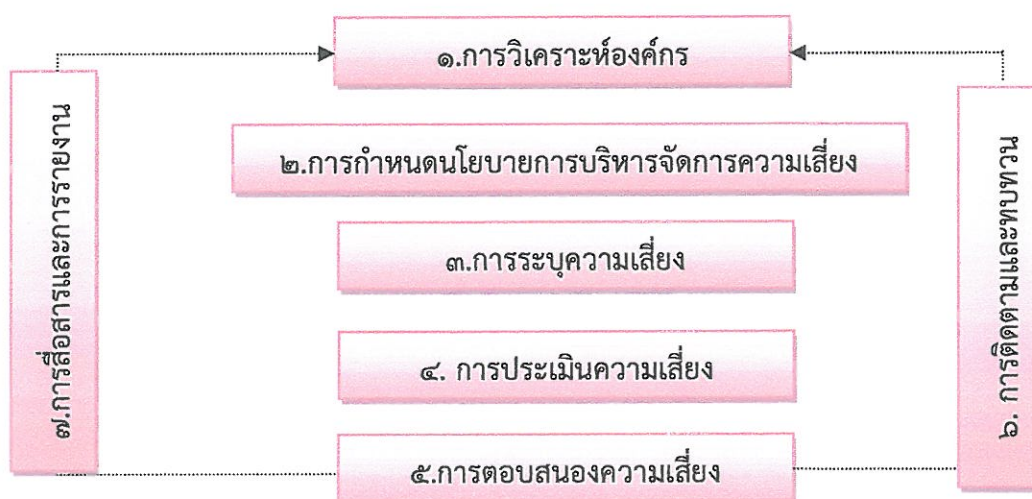 ๑.การวิเคราะห์องค์กร
๒.การกำหนดนโยบายการบริหารจัดการความเสี่ยง
๓.การระบุความเสี่ยง
๔. การประเมินความเสี่ยง
๕.การตอบสนองความเสี่ยง
๖. การติดตามและทบทวน
๗.การสื่อสารและการรายงาน